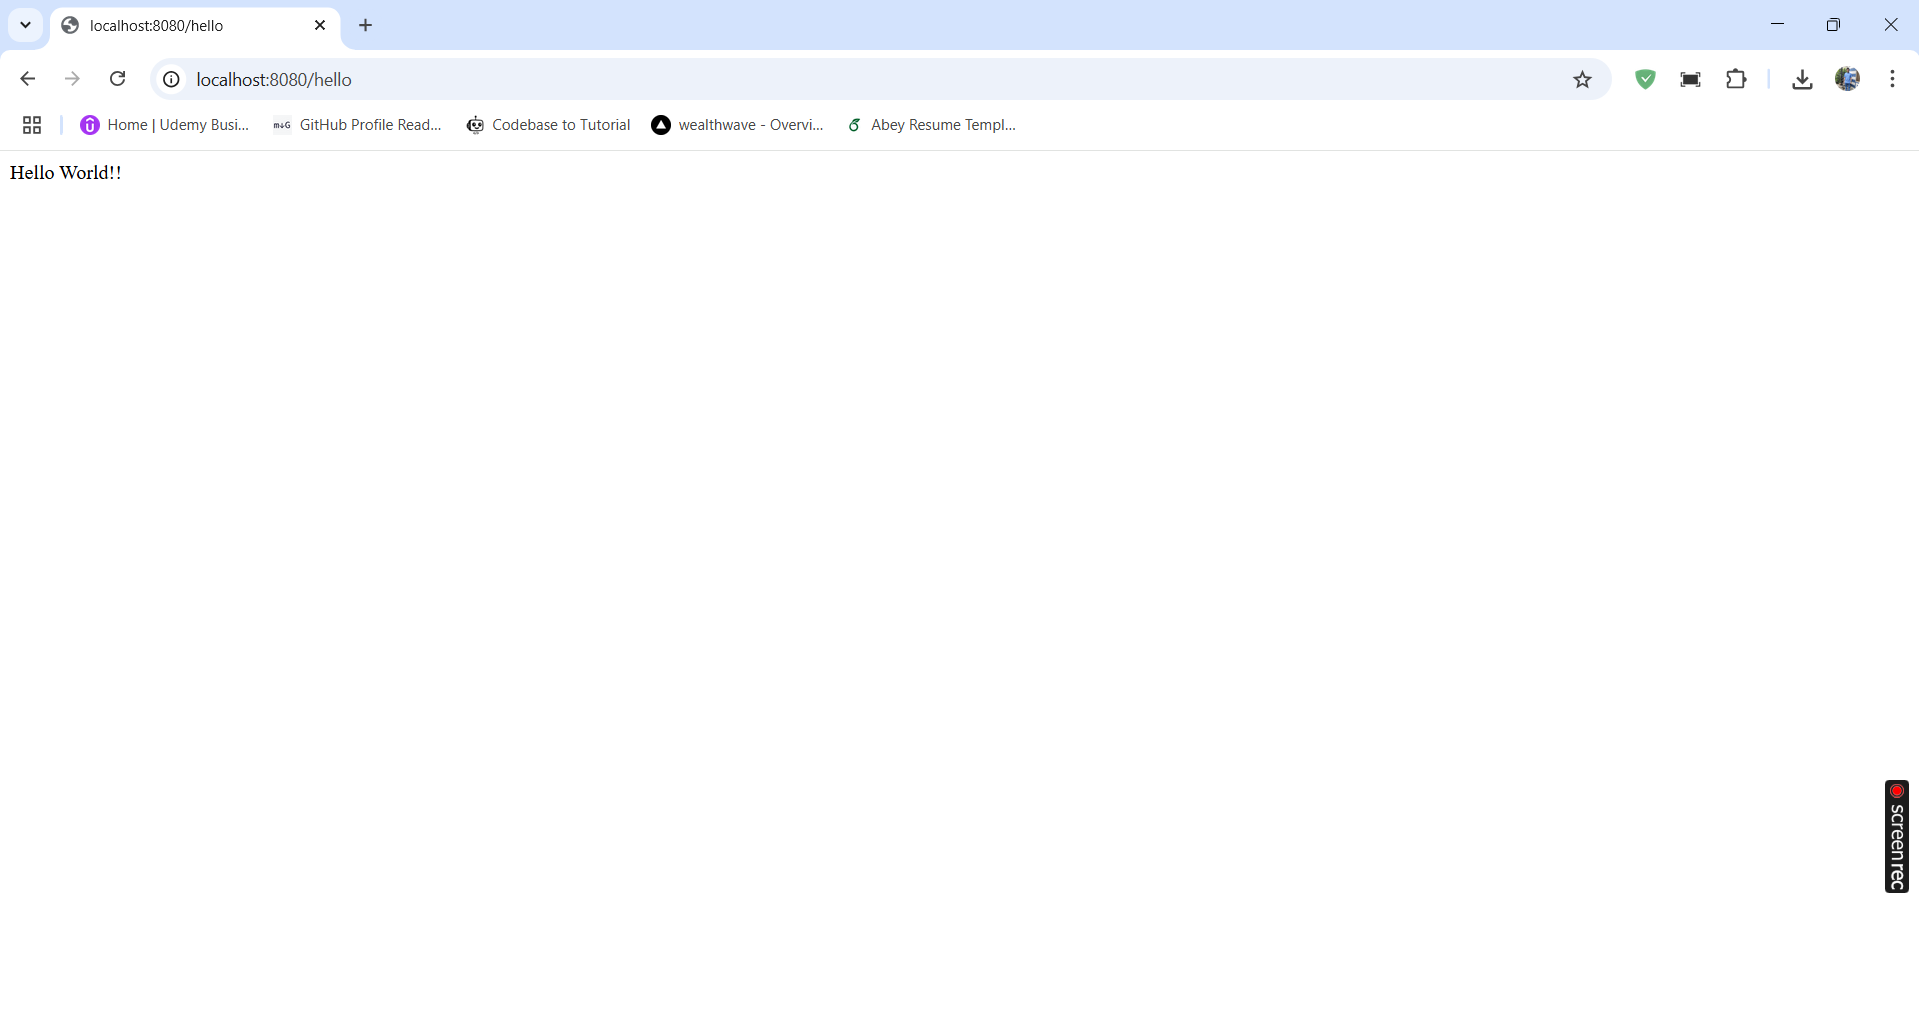 localhost:8080/hello
localhost:8080/hello
Home | Udemy Busi...
m↓G GitHub Profile Read...
Codebase to Tutorial
wealthwave - Overvi...
Abey Resume Templ...
Hello World!!
screenrec